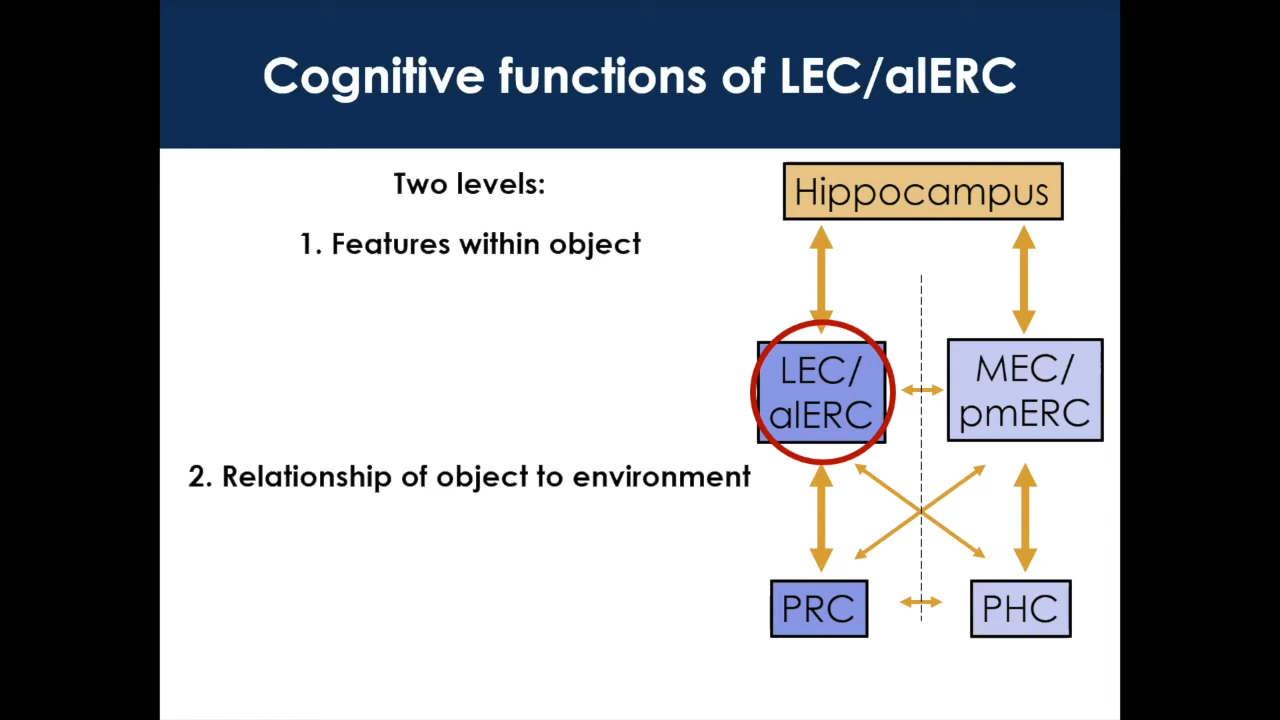 Cognitive functions of LEC/alERC
Two levels:
1. Features within object
2. Relationship of object to environment
Hippocampus
LEC/
alERC
MEC/
pmERC
PRC
PHC